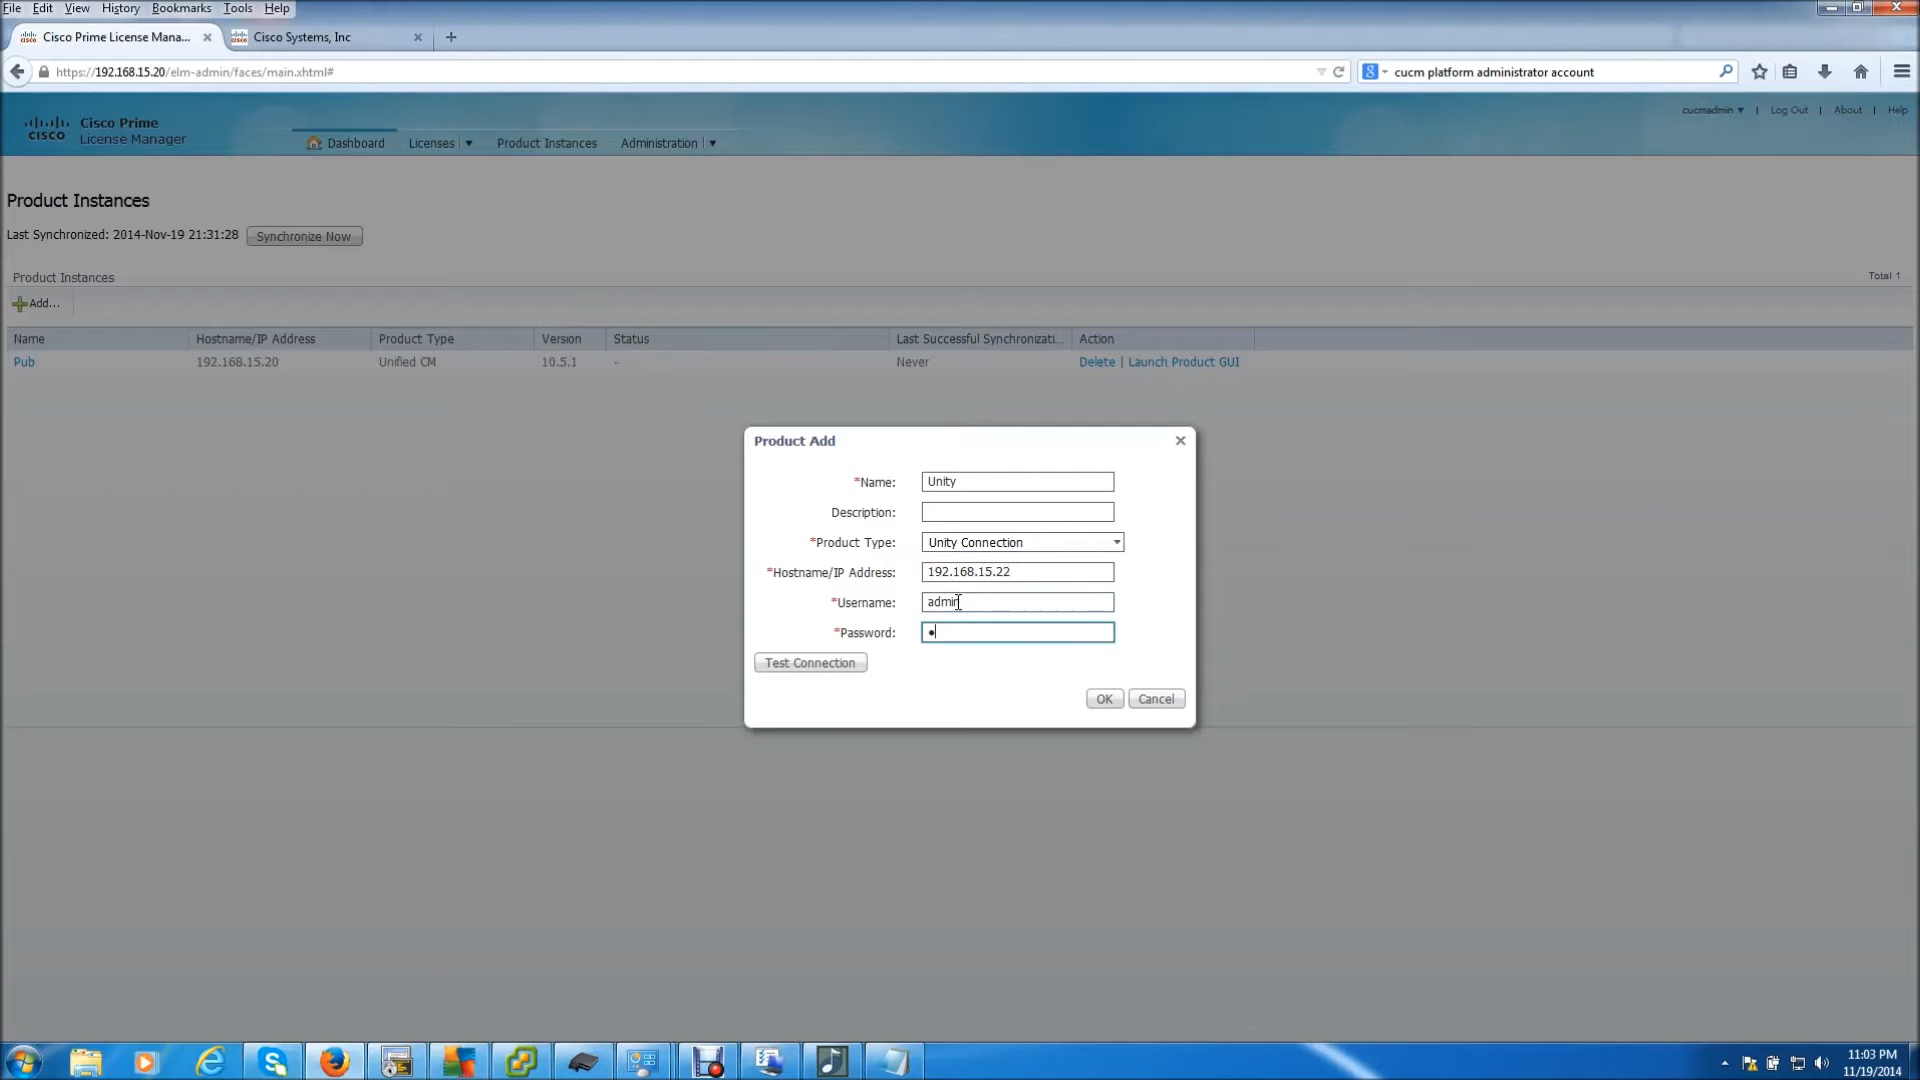 File Edit View History Bookmarks Tools Help
Cisco Prime License Mana... × Cisco Systems, Inc × +
https://192.168.15.20/elm-admin/faces/main.xhtml# cucm platform administrator account
cucmadmin | Log Out | About | Help
CISCO Cisco Prime
License Manager
Dashboard Licenses Product Instances Administration
Product Instances
Last Synchronized: 2014-Nov-19 21:31:28 Synchronize Now
Product Instances Total 1
Add...
Name Hostname/IP Address Product Type Version Status Last Successful Synchronizati... Action
Pub 192.168.15.20 Unified CM 10.5.1 - Never Delete | Launch Product GUI
Product Add
*Name: Unity
Description:
*Product Type: Unity Connection
*Hostname/IP Address: 192.168.15.22
*Username: admin
*Password: ●
Test Connection
OK Cancel
11:03 PM
11/19/2014